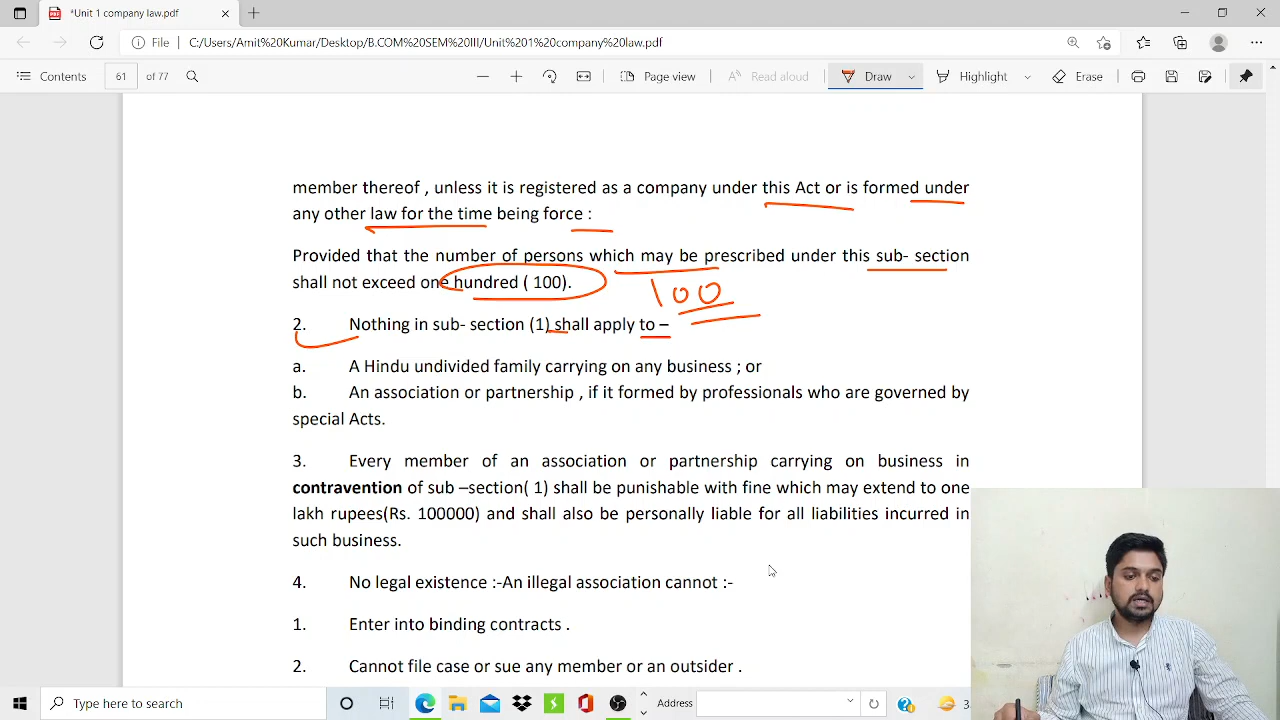 *Unit 1 company law.pdf
File
C:/Users/Amit%20Kumar/Desktop/B.COM%20SEM%20III/Unit%201%20company%20law.pdf
Contents
61
of 77
Page view
Read aloud
Draw
Highlight
Erase
member thereof , unless it is registered as a company under this Act or is formed under
any other law for the time being force :
Provided that the number of persons which may be prescribed under this sub- section
shall not exceed one hundred ( 100).
100
2. Nothing in sub- section (1) shall apply to –
a. A Hindu undivided family carrying on any business ; or
b. An association or partnership , if it formed by professionals who are governed by
special Acts.
3. Every member of an association or partnership carrying on business in
contravention of sub –section( 1) shall be punishable with fine which may extend to one
lakh rupees(Rs. 100000) and shall also be personally liable for all liabilities incurred in
such business.
4. No legal existence :-An illegal association cannot :-
1. Enter into binding contracts .
2. Cannot file case or sue any member or an outsider .
Type here to search
Address
3